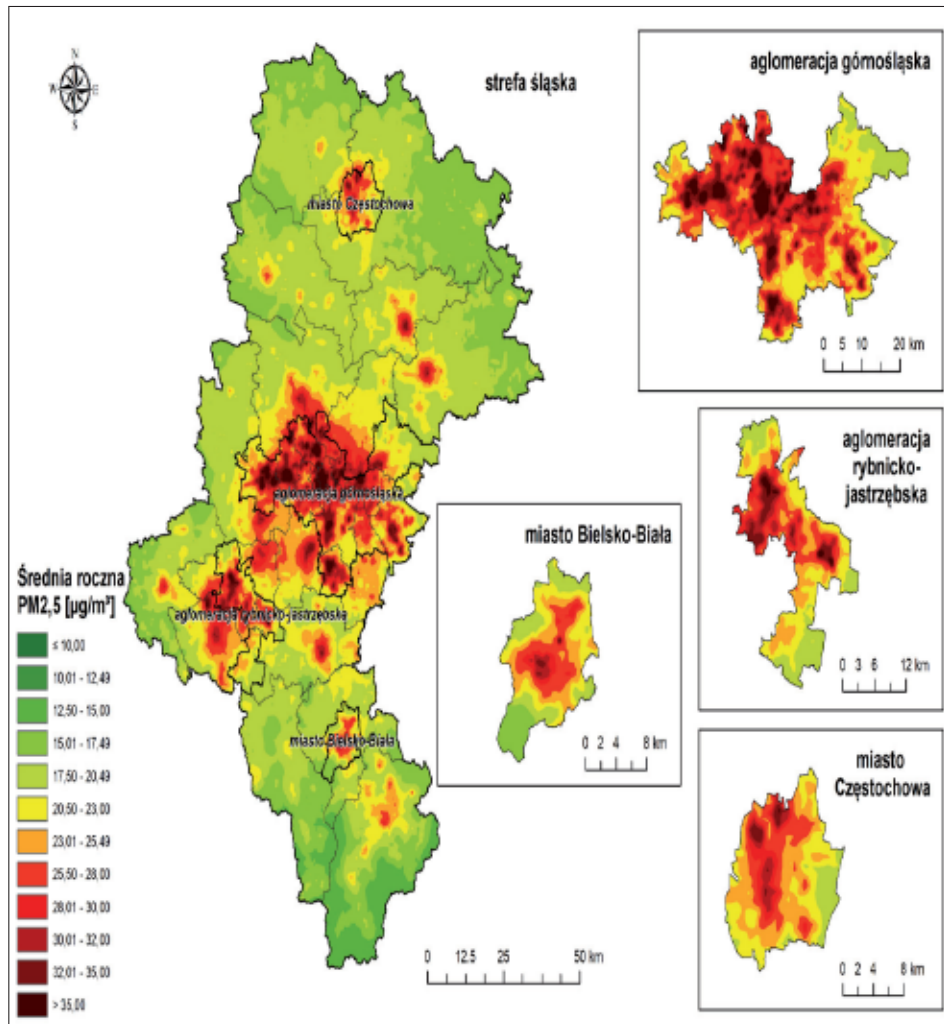 N
W E
S
strefa śląska
miasto Częstochowa
aglomeracja górnośląska
aglomeracja rybnicko-jastrzębska
miasto Bielsko-Biała
Średnia roczna
PM2,5 [µg/m³]
≤ 10,00
10,01 - 12,49
12,50 - 15,00
15,01 - 17,49
17,50 - 20,49
20,50 - 23,00
23,01 - 25,49
25,50 - 28,00
28,01 - 30,00
30,01 - 32,00
32,01 - 35,00
> 35,00
0 12.5 25 50 km
aglomeracja górnośląska
0 5 10 20 km
aglomeracja
rybnicko-
jastrzębska
0 3 6 12 km
miasto Bielsko-Biała
0 2 4 8 km
miasto
Częstochowa
0 2 4 8 km